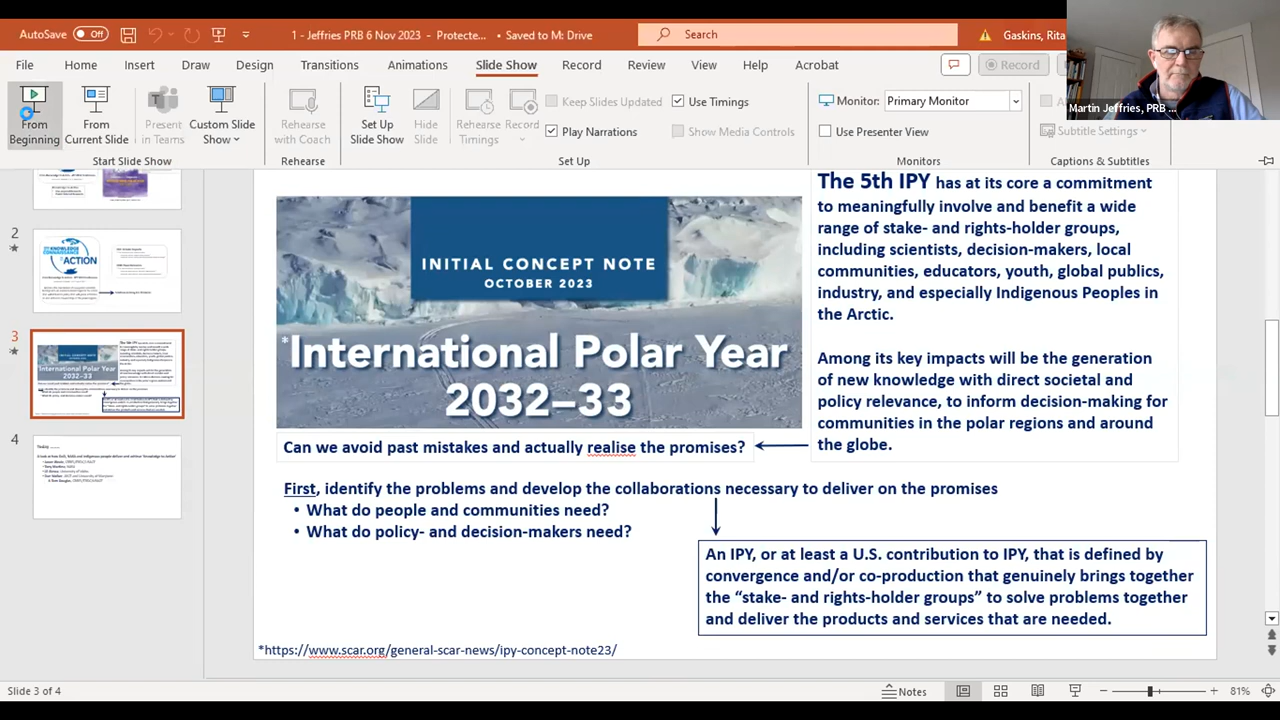 AutoSave Off 1 - Jeffries PRB 6 Nov 2023 - Protecte... • Saved to M: Drive Search Gaskins, Rita
File Home Insert Draw Design Transitions Animations Slide Show Record Review View Help Acrobat Record
From Beginning
From Current Slide
Present in Teams
Custom Slide Show
Start Slide Show
Rehearse with Coach
Rehearse
Set Up Slide Show
Hide Slide
Rehearse Timings
Record
Keep Slides Updated
Play Narrations
Use Timings
Show Media Controls
Set Up
Monitor: Primary Monitor
Use Presenter View
Monitors
Subtitle Settings
Captions & Subtitles
Martin Jeffries, PRB ...
2
KNOWLEDGE
CONNAISSANCE
ACTION
3
INITIAL CONCEPT NOTE
International Polar Year
2032-33
4
INITIAL CONCEPT NOTE
OCTOBER 2023
*International Polar Year
2032-33
Can we avoid past mistakes and actually realise the promises?
The 5th IPY has at its core a commitment
to meaningfully involve and benefit a wide
range of stake- and rights-holder groups,
including scientists, decision-makers, local
communities, educators, youth, global publics,
industry, and especially Indigenous Peoples in
the Arctic.
Among its key impacts will be the generation
of new knowledge with direct societal and
policy relevance, to inform decision-making for
communities in the polar regions and around
the globe.
First, identify the problems and develop the collaborations necessary to deliver on the promises
• What do people and communities need?
• What do policy- and decision-makers need?
An IPY, or at least a U.S. contribution to IPY, that is defined by
convergence and/or co-production that genuinely brings together
the “stake- and rights-holder groups” to solve problems together
and deliver the products and services that are needed.
*https://www.scar.org/general-scar-news/ipy-concept-note23/
Slide 3 of 4 Notes 81%